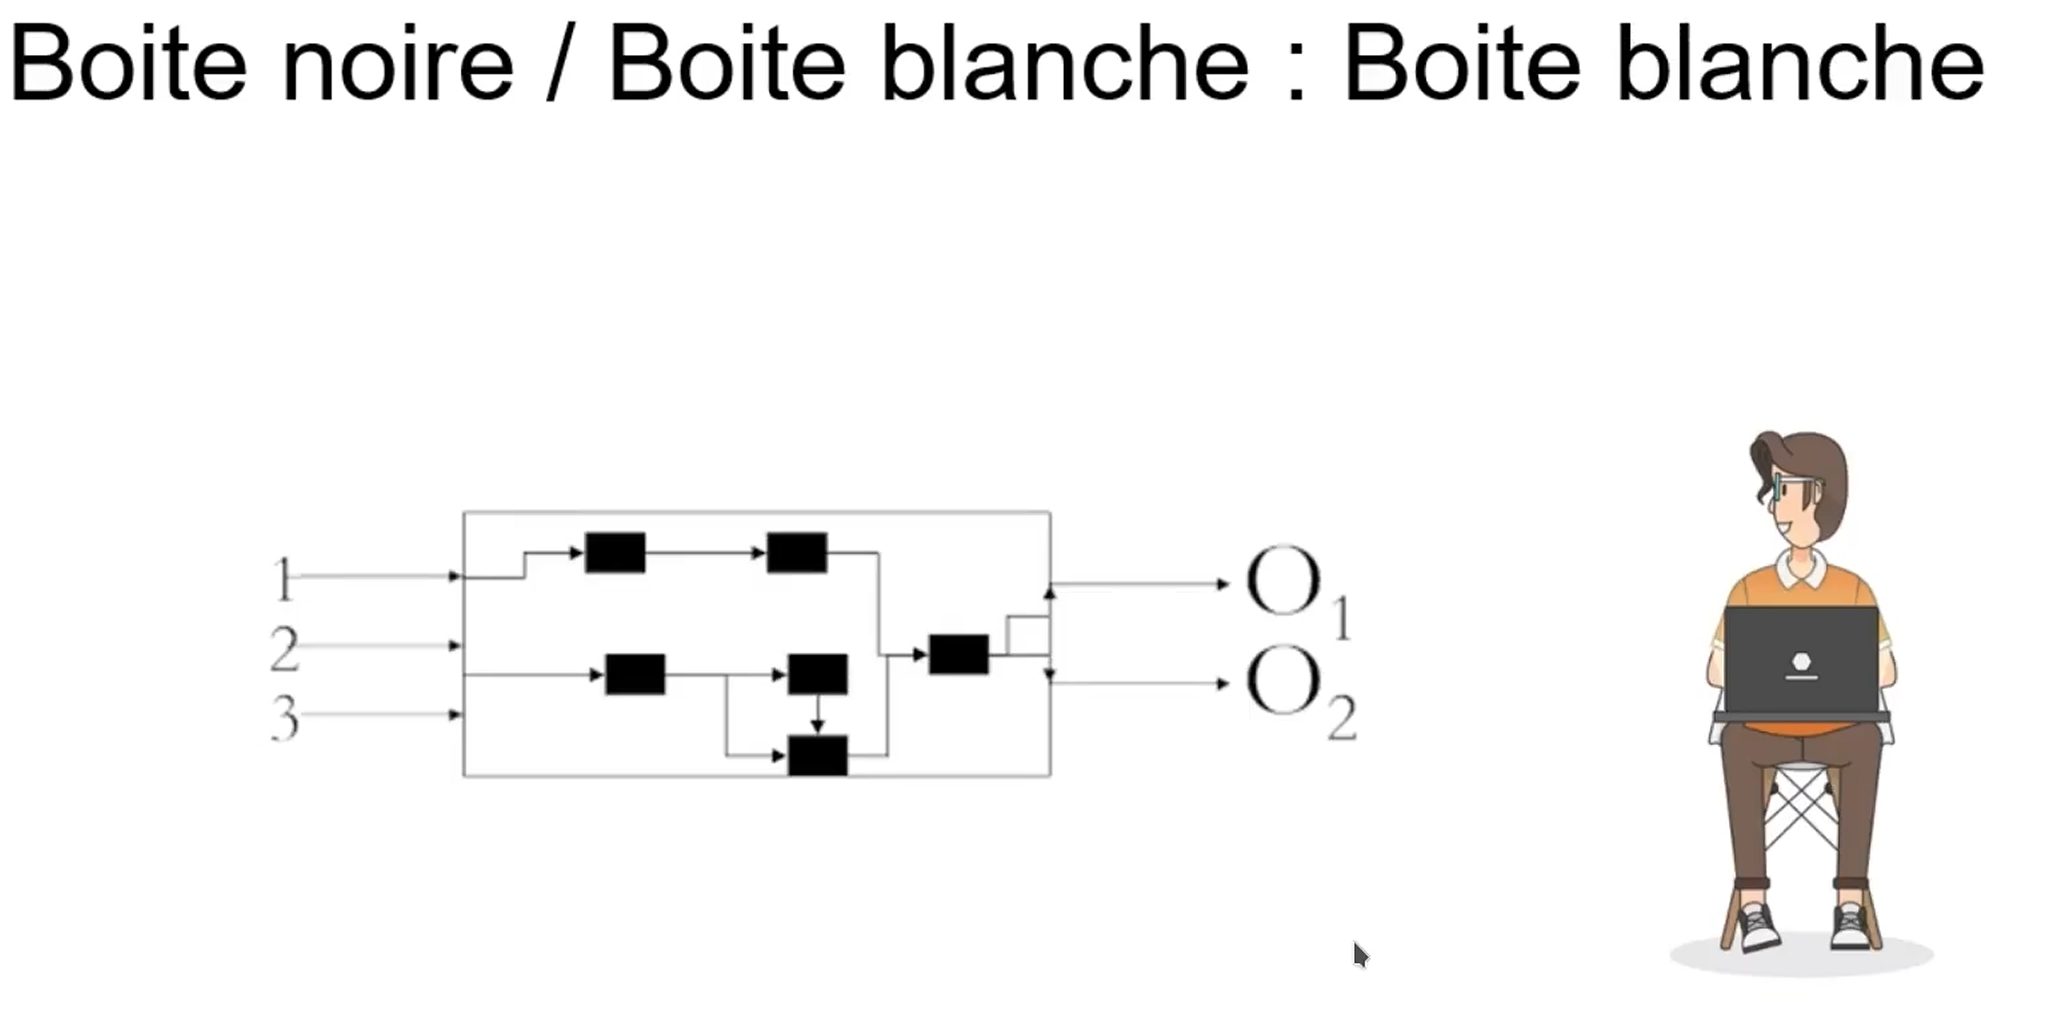 Boite noire / Boite blanche : Boite blanche
1
2
3
O1
O2